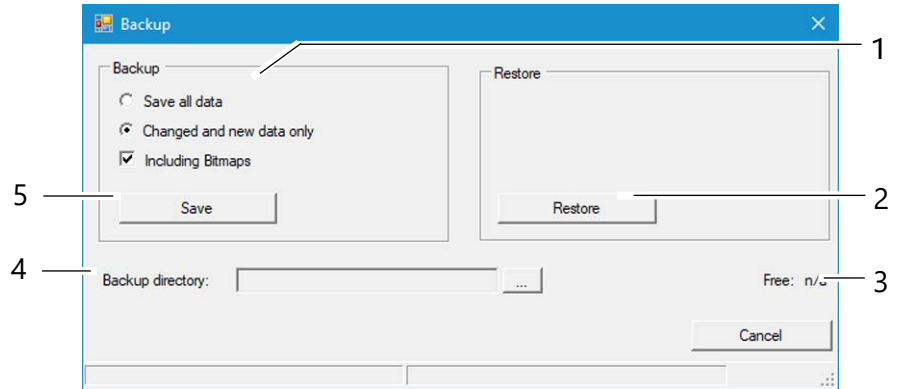 Backup
1
Backup
Restore
Save all data
Changed and new data only
Including Bitmaps
5
Save
Restore
2
4
Backup directory:
...
Free: n/a
3
Cancel